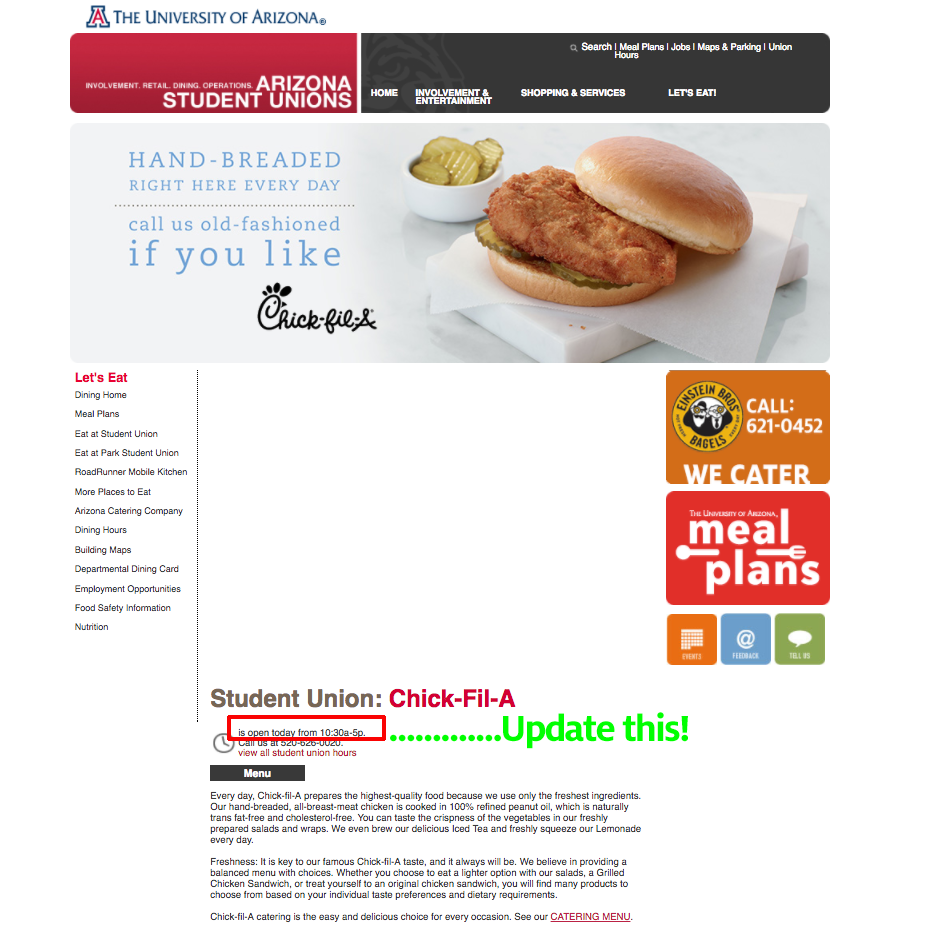 THE UNIVERSITY OF ARIZONA®
Search | Meal Plans | Jobs | Maps & Parking | Union
Hours
INVOLVEMENT. RETAIL. DINING. OPERATIONS. ARIZONA
STUDENT UNIONS
HOME
INVOLVEMENT &
ENTERTAINMENT
SHOPPING & SERVICES
LET'S EAT!
HAND-BREADED
RIGHT HERE EVERY DAY
call us old-fashioned
if you like
Chick-fil-A
Let's Eat
Dining Home
Meal Plans
Eat at Student Union
Eat at Park Student Union
RoadRunner Mobile Kitchen
More Places to Eat
Arizona Catering Company
Dining Hours
Building Maps
Departmental Dining Card
Employment Opportunities
Food Safety Information
Nutrition
EINSTEIN BROS
BAGELS
CALL:
621-0452
WE CATER
THE UNIVERSITY OF ARIZONA.
meal
plans
EVENTS
FEEDBACK
TELL US
Student Union: Chick-Fil-A
is open today from 10:30a-5p.
.............Update this!
Call us at 520-626-0020.
view all student union hours
Menu
Every day, Chick-fil-A prepares the highest-quality food because we use only the freshest ingredients.
Our hand-breaded, all-breast-meat chicken is cooked in 100% refined peanut oil, which is naturally
trans fat-free and cholesterol-free. You can taste the crispness of the vegetables in our freshly
prepared salads and wraps. We even brew our delicious Iced Tea and freshly squeeze our Lemonade
every day.
Freshness: It is key to our famous Chick-fil-A taste, and it always will be. We believe in providing a
balanced menu with choices. Whether you choose to eat a lighter option with our salads, a Grilled
Chicken Sandwich, or treat yourself to an original chicken sandwich, you will find many products to
choose from based on your individual taste preferences and dietary requirements.
Chick-fil-A catering is the easy and delicious choice for every occasion. See our CATERING MENU.